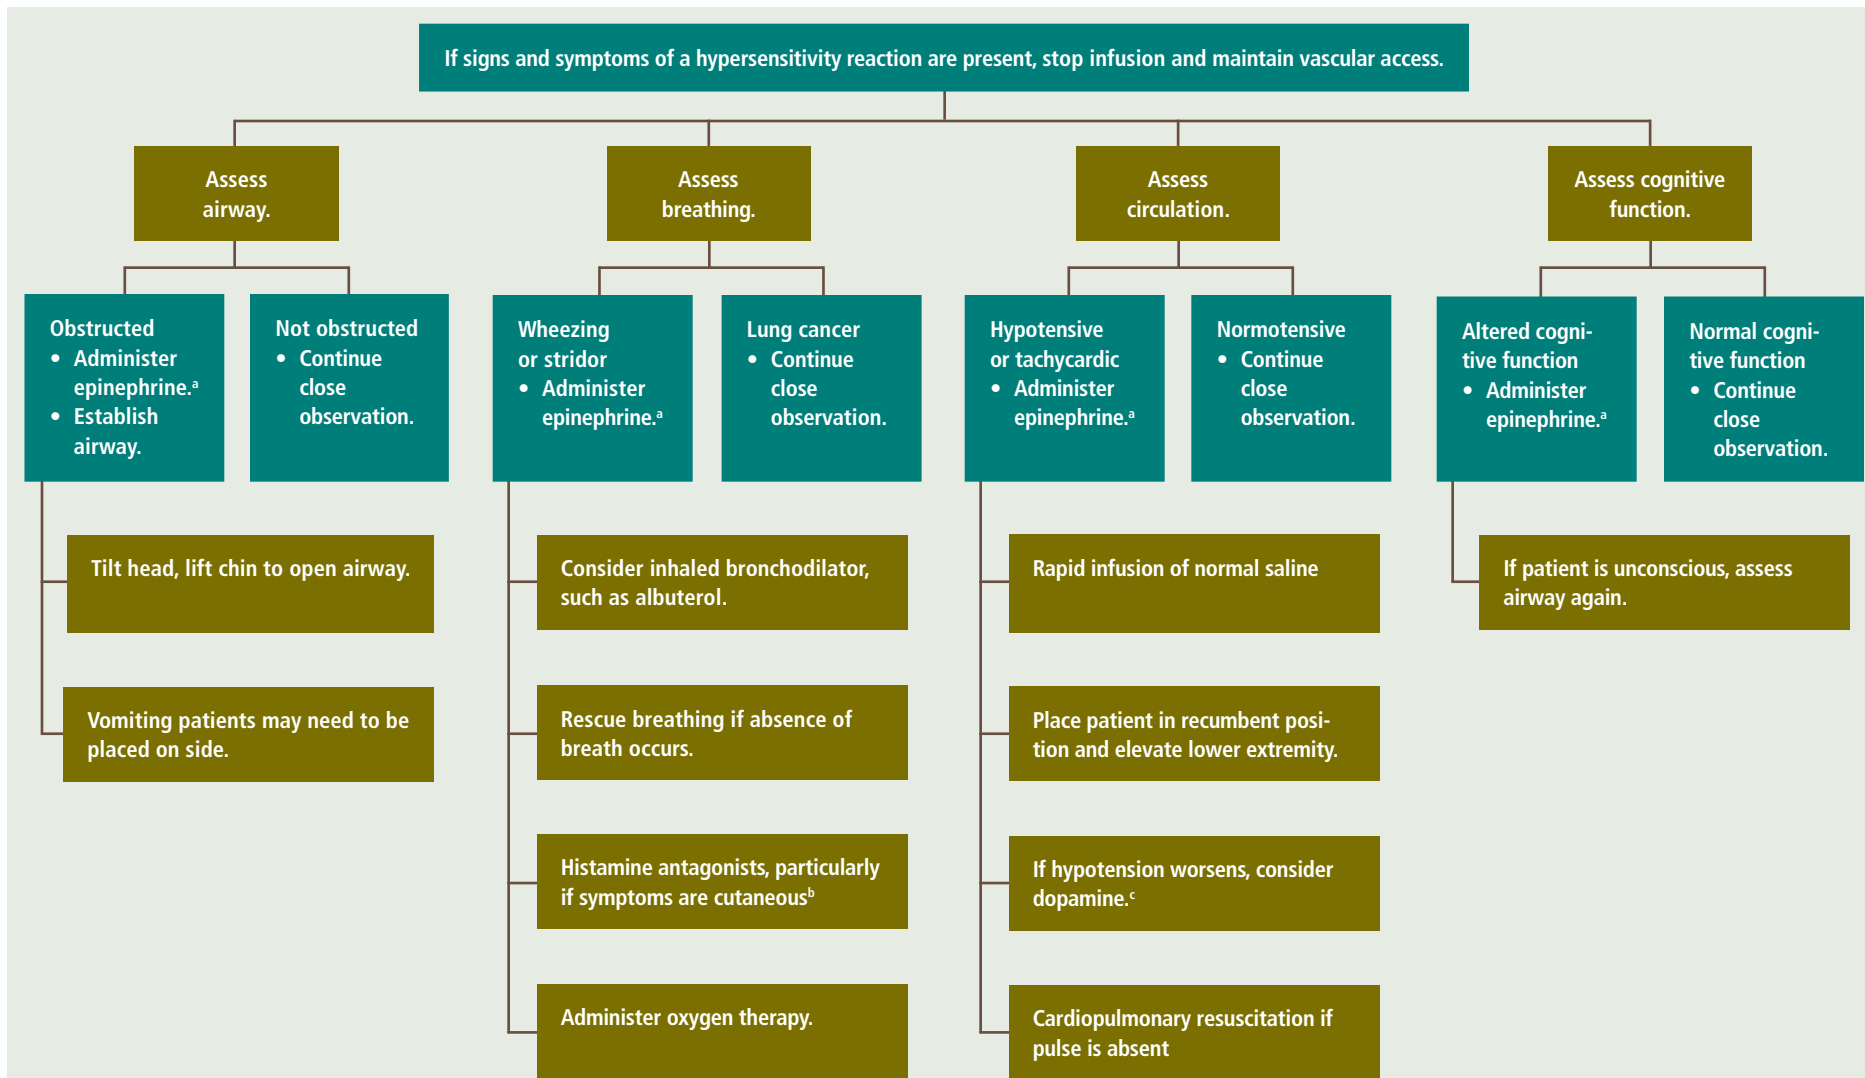 If signs and symptoms of a hypersensitivity reaction are present, stop infusion and maintain vascular access.
Assess
airway.
Assess
breathing.
Assess
circulation.
Assess cognitive
function.
Obstructed
• Administer
epinephrine.ª
• Establish
airway.
Not obstructed
• Continue
close
observation.
Wheezing
or stridor
• Administer
epinephrine.ª
Lung cancer
• Continue
close
observation.
Hypotensive
or tachycardic
• Administer
epinephrine.ª
Normotensive
• Continue
close
observation.
Altered cogni-
tive function
• Administer
epinephrine.ª
Normal cogni-
tive function
• Continue
close
observation.
Tilt head, lift chin to open airway.
Vomiting patients may need to be
placed on side.
Consider inhaled bronchodilator,
such as albuterol.
Rescue breathing if absence of
breath occurs.
Histamine antagonists, particularly
if symptoms are cutaneousᵇ
Administer oxygen therapy.
Rapid infusion of normal saline
Place patient in recumbent posi-
tion and elevate lower extremity.
If hypotension worsens, consider
dopamine.ᶜ
Cardiopulmonary resuscitation if
pulse is absent
If patient is unconscious, assess
airway again.